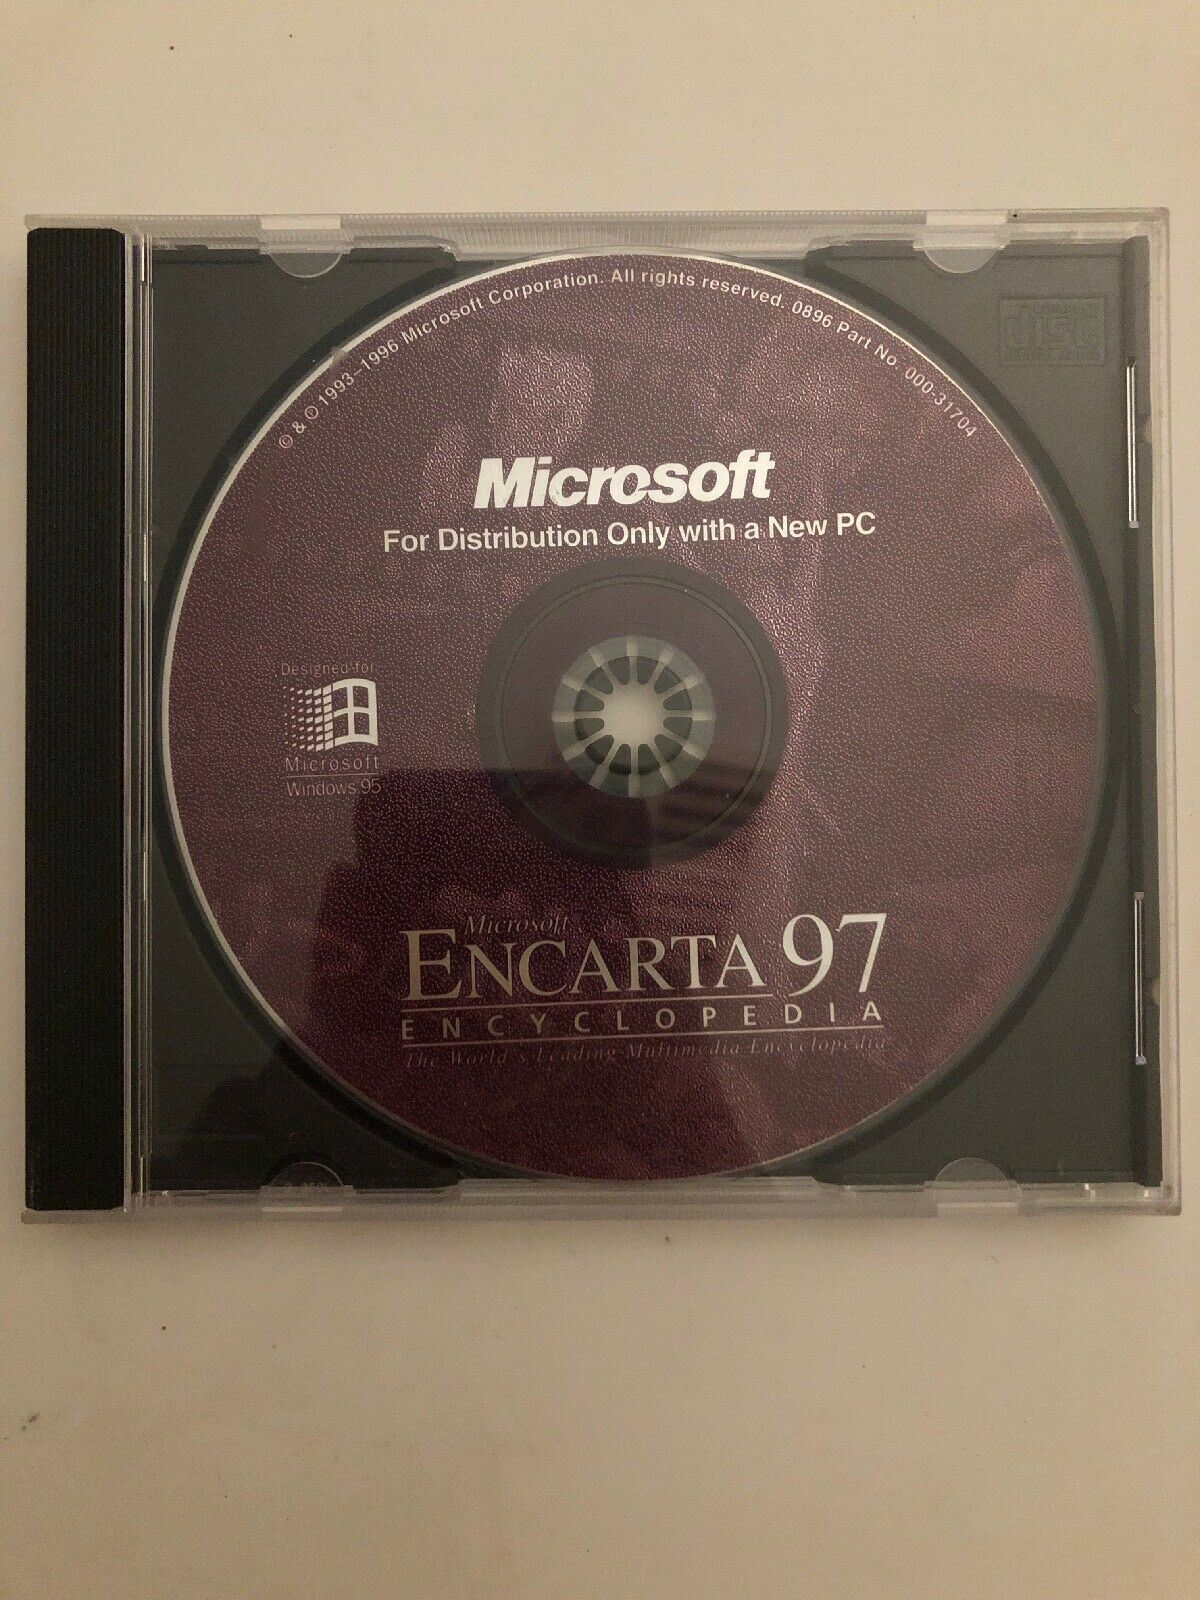 © & ℗ 1993–1996 Microsoft Corporation. All rights reserved. 0896 Part No. 000-31704
disc
Microsoft
For Distribution Only with a New PC
Designed for
Microsoft
Windows 95
Microsoft
ENCARTA 97
ENCYCLOPEDIA
The World's Leading Multimedia Encyclopedia